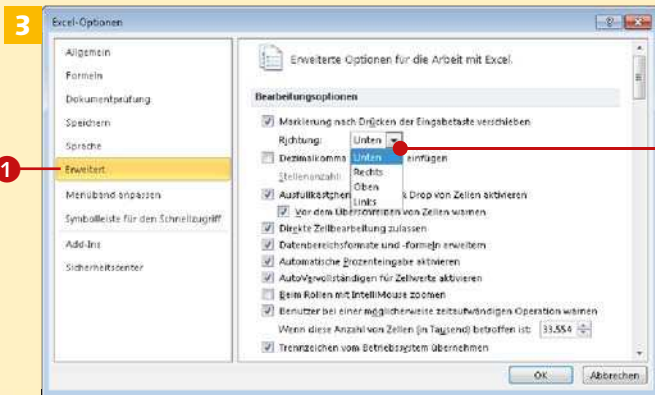 3
Excel-Optionen
Allgemein
Formeln
Dokumentprüfung
Speichern
Sprache
1
Erweitert
Menüband anpassen
Symbolleiste für den Schnellzugriff
Add-Ins
Sicherheitscenter
Erweiterte Optionen für die Arbeit mit Excel.
Bearbeitungsoptionen
Markierung nach Drücken der Eingabetaste verschieben
Richtung: Unten
Unten
Rechts
Oben
Links
Dezimalkomma einfügen
Stellenanzahl:
Ausfüllkästchen Drop von Zellen aktivieren
Vor dem Überschreiben von Zellen warnen
Direkte Zellbearbeitung zulassen
Datenbereichsformate und -formeln erweitern
Automatische Prozenteingabe aktivieren
AutoVervollständigen für Zellwerte aktivieren
Beim Rollen mit IntelliMouse zoomen
Benutzer bei einer möglicherweise zeitaufwändigen Operation warnen
Wenn diese Anzahl von Zellen (in Tausend) betroffen ist: 33.554
Trennzeichen vom Betriebssystem übernehmen
OK
Abbrechen